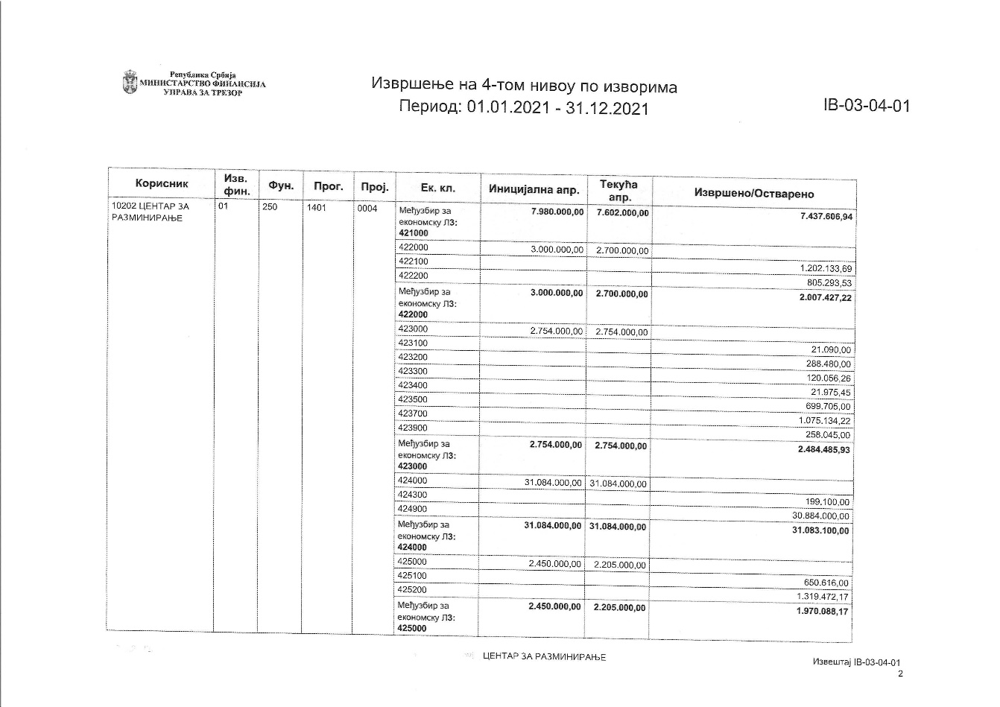 Република Србија
МИНИСТАРСТВО ФИНАНСИЈА
УПРАВА ЗА ТРЕЗОР
Извршење на 4-том нивоу по изворима
Период: 01.01.2021 - 31.12.2021
IB-03-04-01
Корисник Изв. фин. Фун. Прог. Прој. Ек. кл. Иницијална апр. Текућа апр. Извршено/Остварено
10202 ЦЕНТАР ЗА РАЗМИНИРАЊЕ 01 250 1401 0004
Међузбир за економску ЛЗ: 421000 7.980.000,00 7.602.000,00 7.437.606,94
422000 3.000.000,00 2.700.000,00
422100 1.202.133,69
422200 805.293,53
Међузбир за економску ЛЗ: 422000 3.000.000,00 2.700.000,00 2.007.427,22
423000 2.754.000,00 2.754.000,00
423100 21.090,00
423200 288.480,00
423300 120.056,26
423400 21.975,45
423500 699.705,00
423700 1.075.134,22
423900 258.045,00
Међузбир за економску ЛЗ: 423000 2.754.000,00 2.754.000,00 2.484.485,93
424000 31.084.000,00 31.084.000,00
424300 199.100,00
424900 30.884.000,00
Међузбир за економску ЛЗ: 424000 31.084.000,00 31.084.000,00 31.083.100,00
425000 2.450.000,00 2.205.000,00
425100 650.616,00
425200 1.319.472,17
Међузбир за економску ЛЗ: 425000 2.450.000,00 2.205.000,00 1.970.088,17
ЦЕНТАР ЗА РАЗМИНИРАЊЕ
Извештај IB-03-04-01
2